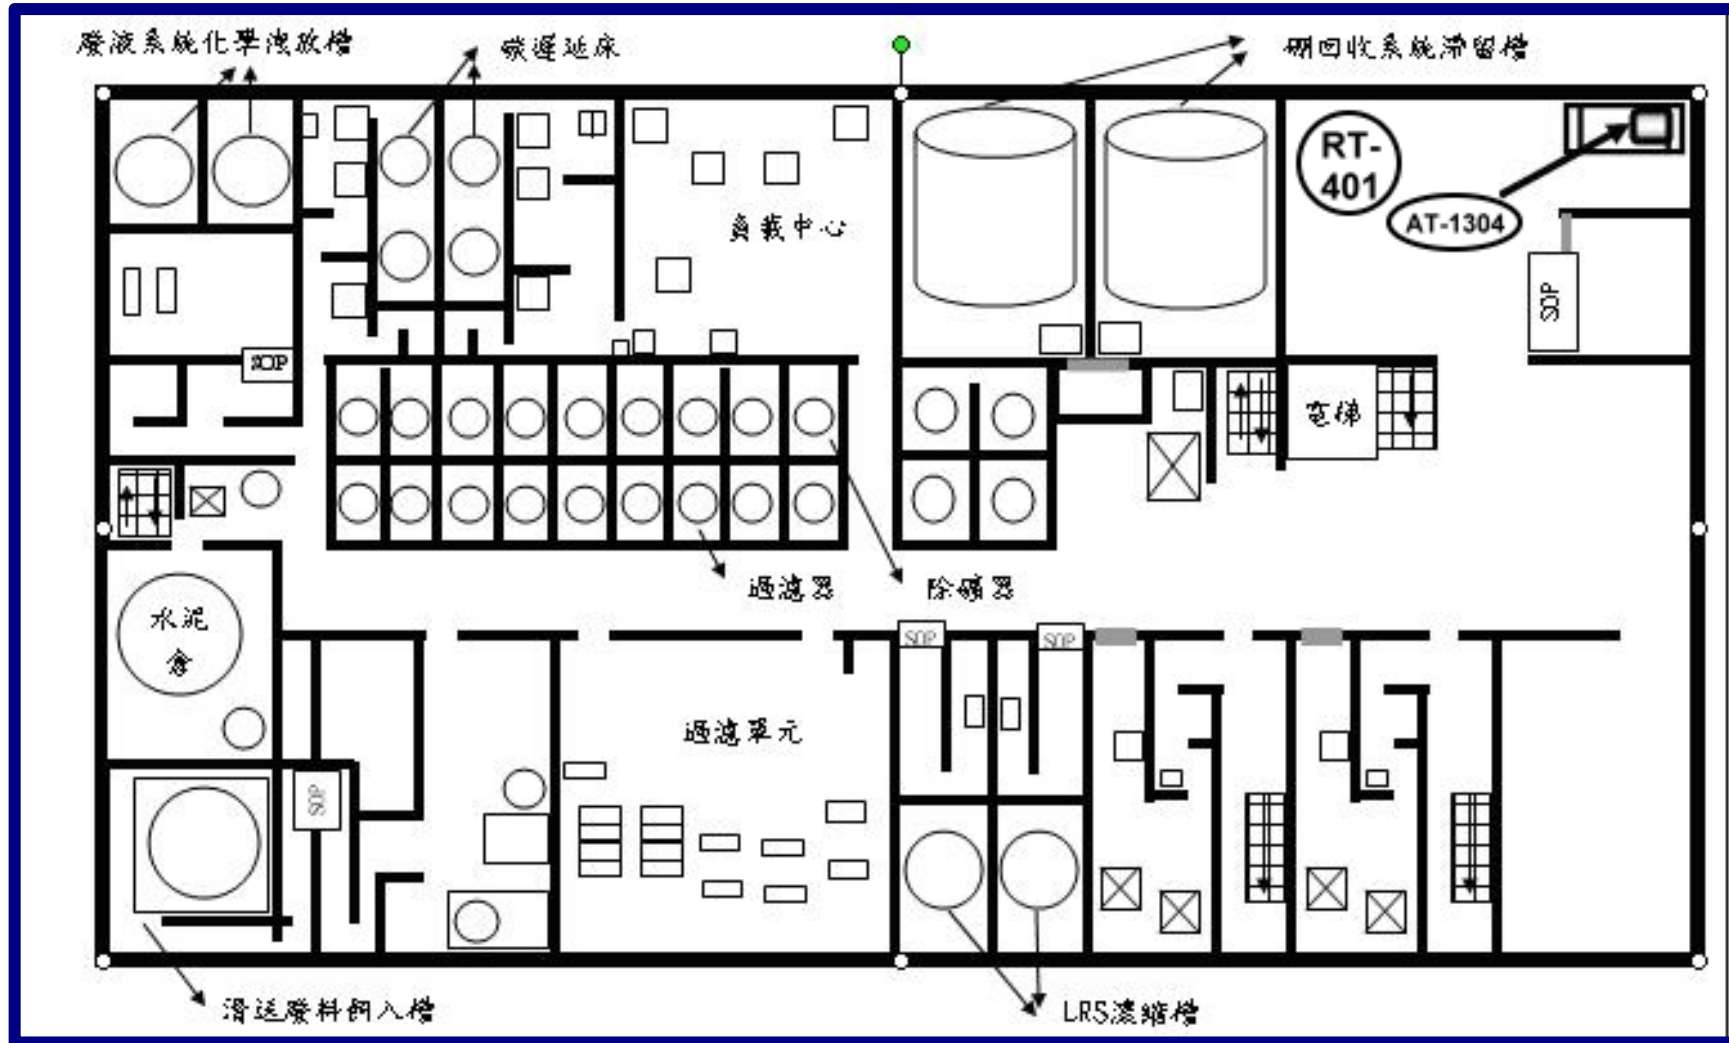 廢液系統化學洩放槽
碳遲延床
硼回收系統滯留槽
RT-
401
AT-1304
負載中心
SOP
SOP
電梯
過濾器
除礦器
水泥
倉
SOP
SOP
過濾單元
SOP
滑送廢料飼入槽
LRS濃縮槽